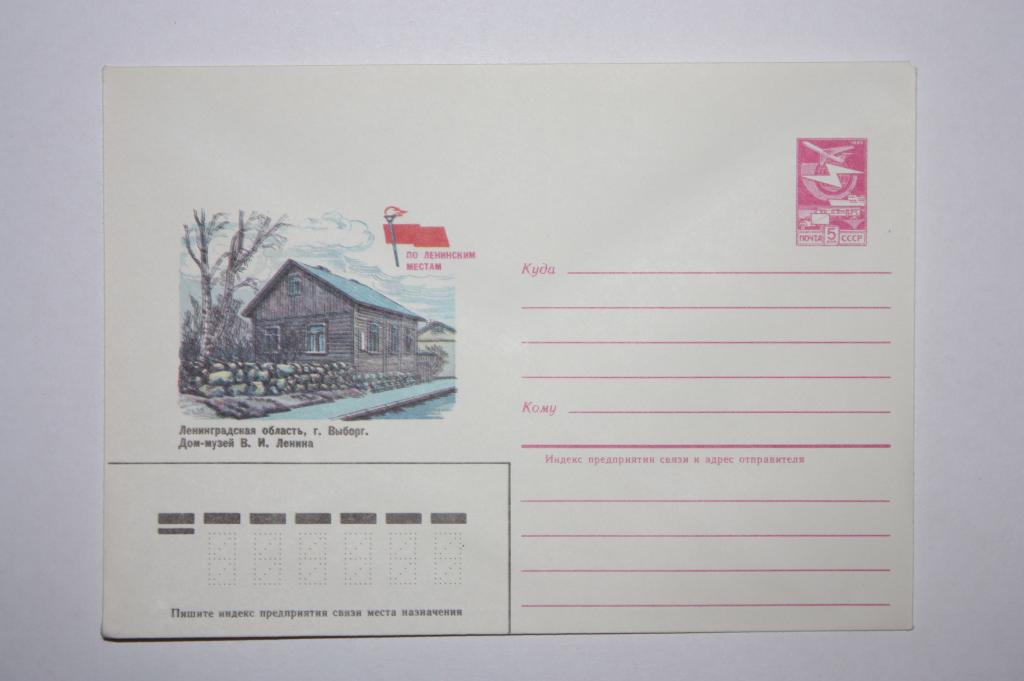 ПО ЛЕНИНСКИМ
МЕСТАМ
Ленинградская область, г. Выборг.
Дом-музей В. И. Ленина
ПОЧТА 5 СССР
Куда
Кому
Индекс предприятия связи и адрес отправителя
Пишите индекс предприятия связи места назначения